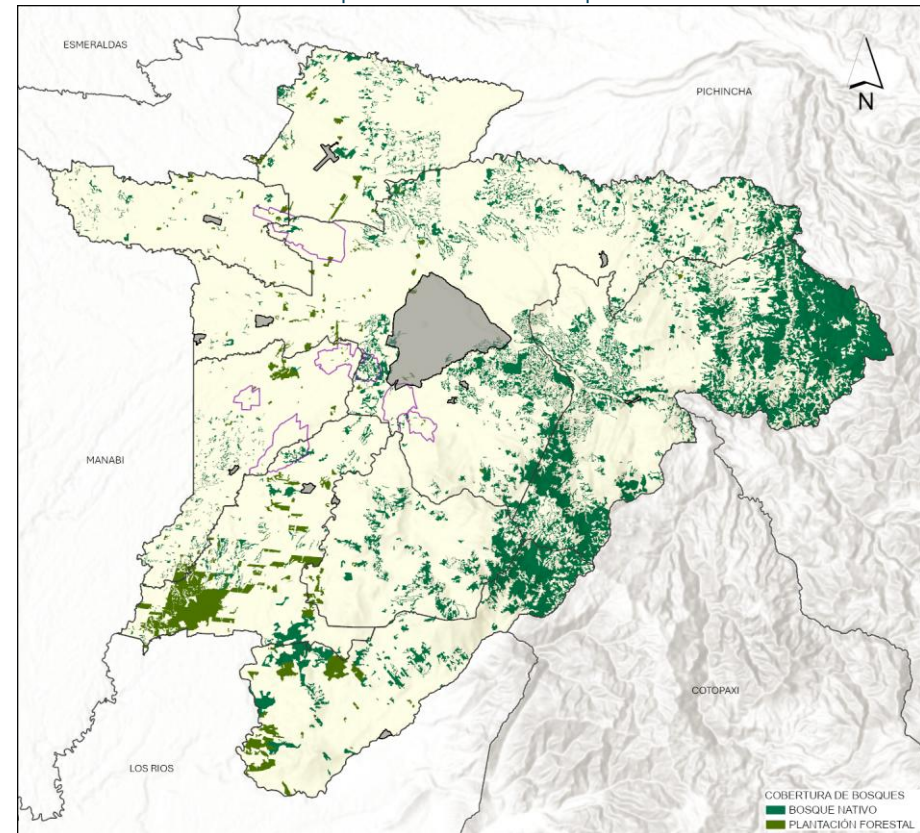 ESMERALDAS
PICHINCHA
N
MANABI
COTOPAXI
LOS RIOS
COBERTURA DE BOSQUES
BOSQUE NATIVO
PLANTACIÓN FORESTAL